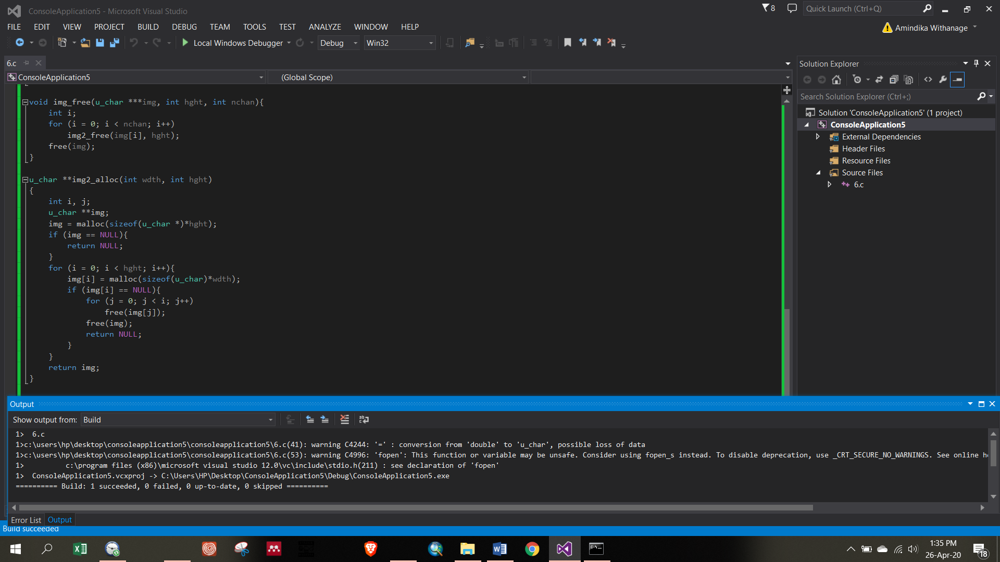 ConsoleApplication5 - Microsoft Visual Studio
8
Quick Launch (Ctrl+Q)
FILE EDIT VIEW PROJECT BUILD DEBUG TEAM TOOLS TEST ANALYZE WINDOW HELP
Amindika Withanage
Local Windows Debugger Debug Win32
6.c
ConsoleApplication5 (Global Scope)
void img_free(u_char ***img, int hght, int nchan){
int i;
for (i = 0; i < nchan; i++)
img2_free(img[i], hght);
free(img);
}
u_char **img2_alloc(int wdth, int hght)
{
int i, j;
u_char **img;
img = malloc(sizeof(u_char *)*hght);
if (img == NULL){
return NULL;
}
for (i = 0; i < hght; i++){
img[i] = malloc(sizeof(u_char)*wdth);
if (img[i] == NULL){
for (j = 0; j < i; j++)
free(img[j]);
free(img);
return NULL;
}
}
return img;
}
Solution Explorer
Search Solution Explorer (Ctrl+;)
Solution 'ConsoleApplication5' (1 project)
ConsoleApplication5
External Dependencies
Header Files
Resource Files
Source Files
6.c
Output
Show output from: Build
1> 6.c
1>c:\users\hp\desktop\consoleapplication5\consoleapplication5\6.c(41): warning C4244: '=' : conversion from 'double' to 'u_char', possible loss of data
1>c:\users\hp\desktop\consoleapplication5\consoleapplication5\6.c(53): warning C4996: 'fopen': This function or variable may be unsafe. Consider using fopen_s instead. To disable deprecation, use _CRT_SECURE_NO_WARNINGS. See online h
1> c:\program files (x86)\microsoft visual studio 12.0\vc\include\stdio.h(211) : see declaration of 'fopen'
1> ConsoleApplication5.vcxproj -> C:\Users\HP\Desktop\ConsoleApplication5\Debug\ConsoleApplication5.exe
========== Build: 1 succeeded, 0 failed, 0 up-to-date, 0 skipped ==========
Error List Output
Build succeeded
1:35 PM
26-Apr-20
18